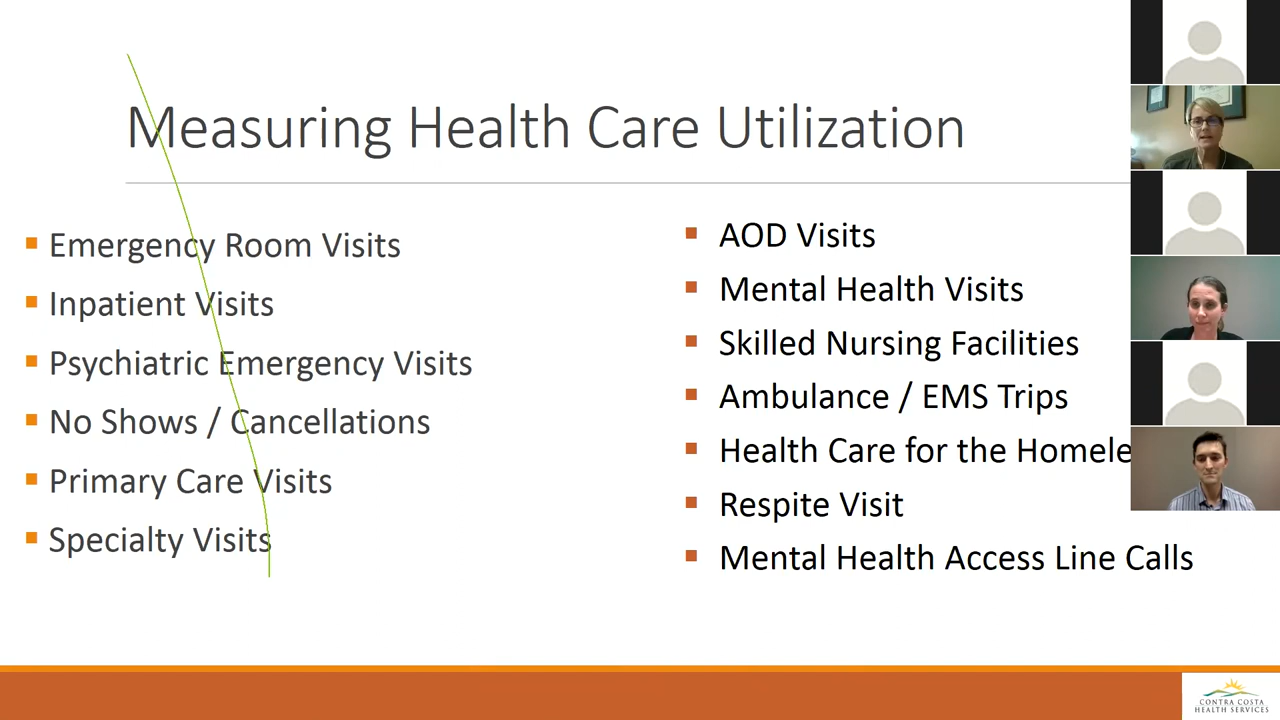 Measuring Health Care Utilization
Emergency Room Visits
Inpatient Visits
Psychiatric Emergency Visits
No Shows / Cancellations
Primary Care Visits
Specialty Visits
AOD Visits
Mental Health Visits
Skilled Nursing Facilities
Ambulance / EMS Trips
Health Care for the Homele
Respite Visit
Mental Health Access Line Calls
CONTRA COSTA
HEALTH SERVICES